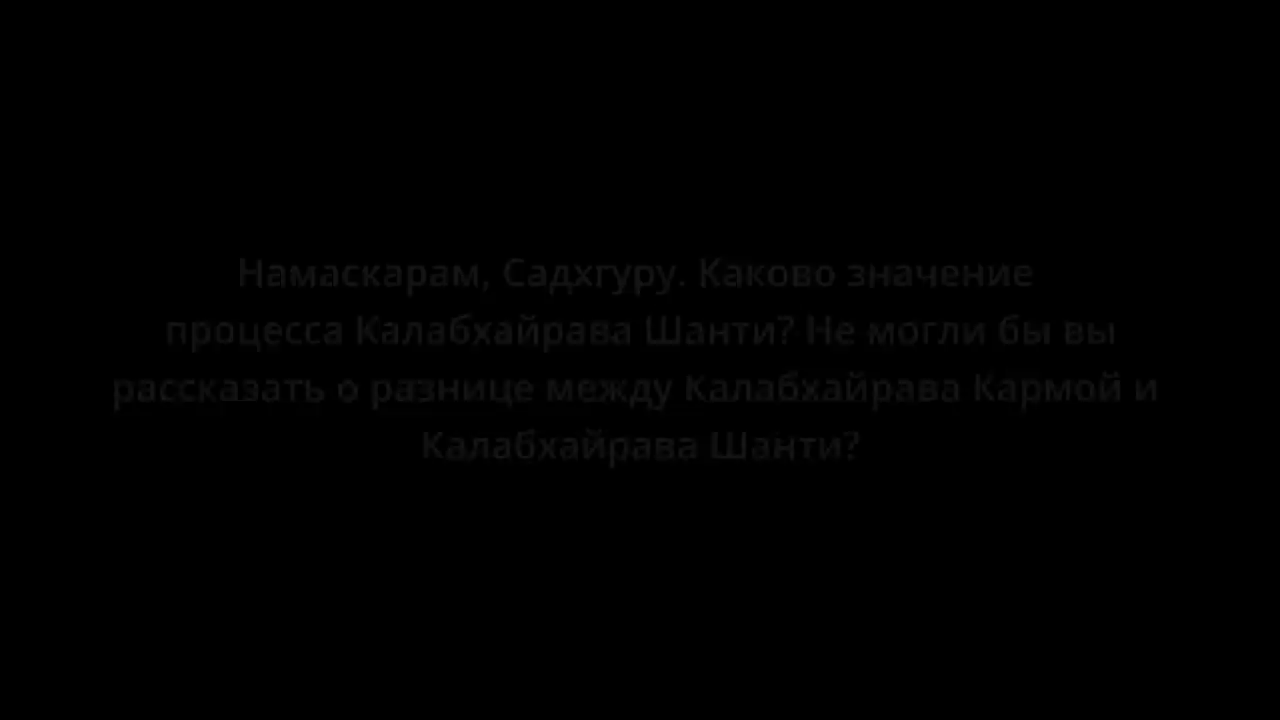 Намаскарам, Садхгуру. Каково значение
процесса Калабхайрава Шанти? Не могли бы вы
рассказать о разнице между Калабхайрава Кармой и
Калабхайрава Шанти?